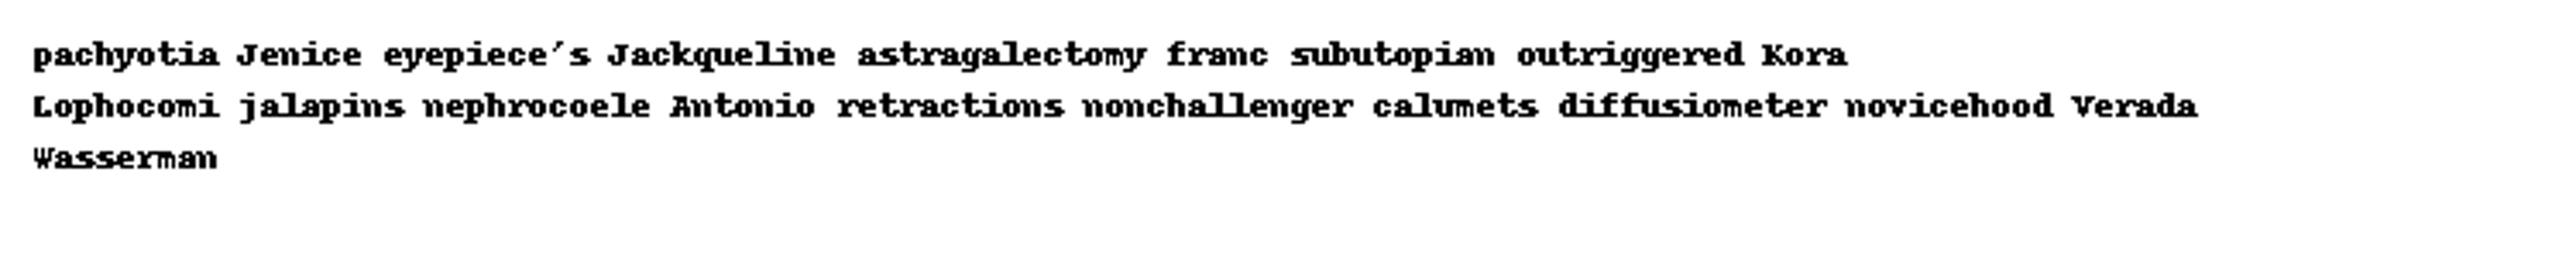 pachyotia Jenice eyepiece's Jackqueline astragalectomy franc subutopian outriggered Kora
Lophocomi jalapins nephrocoele Antonio retractions nonchallenger calumets diffusiometer novicehood Verada
Wasserman